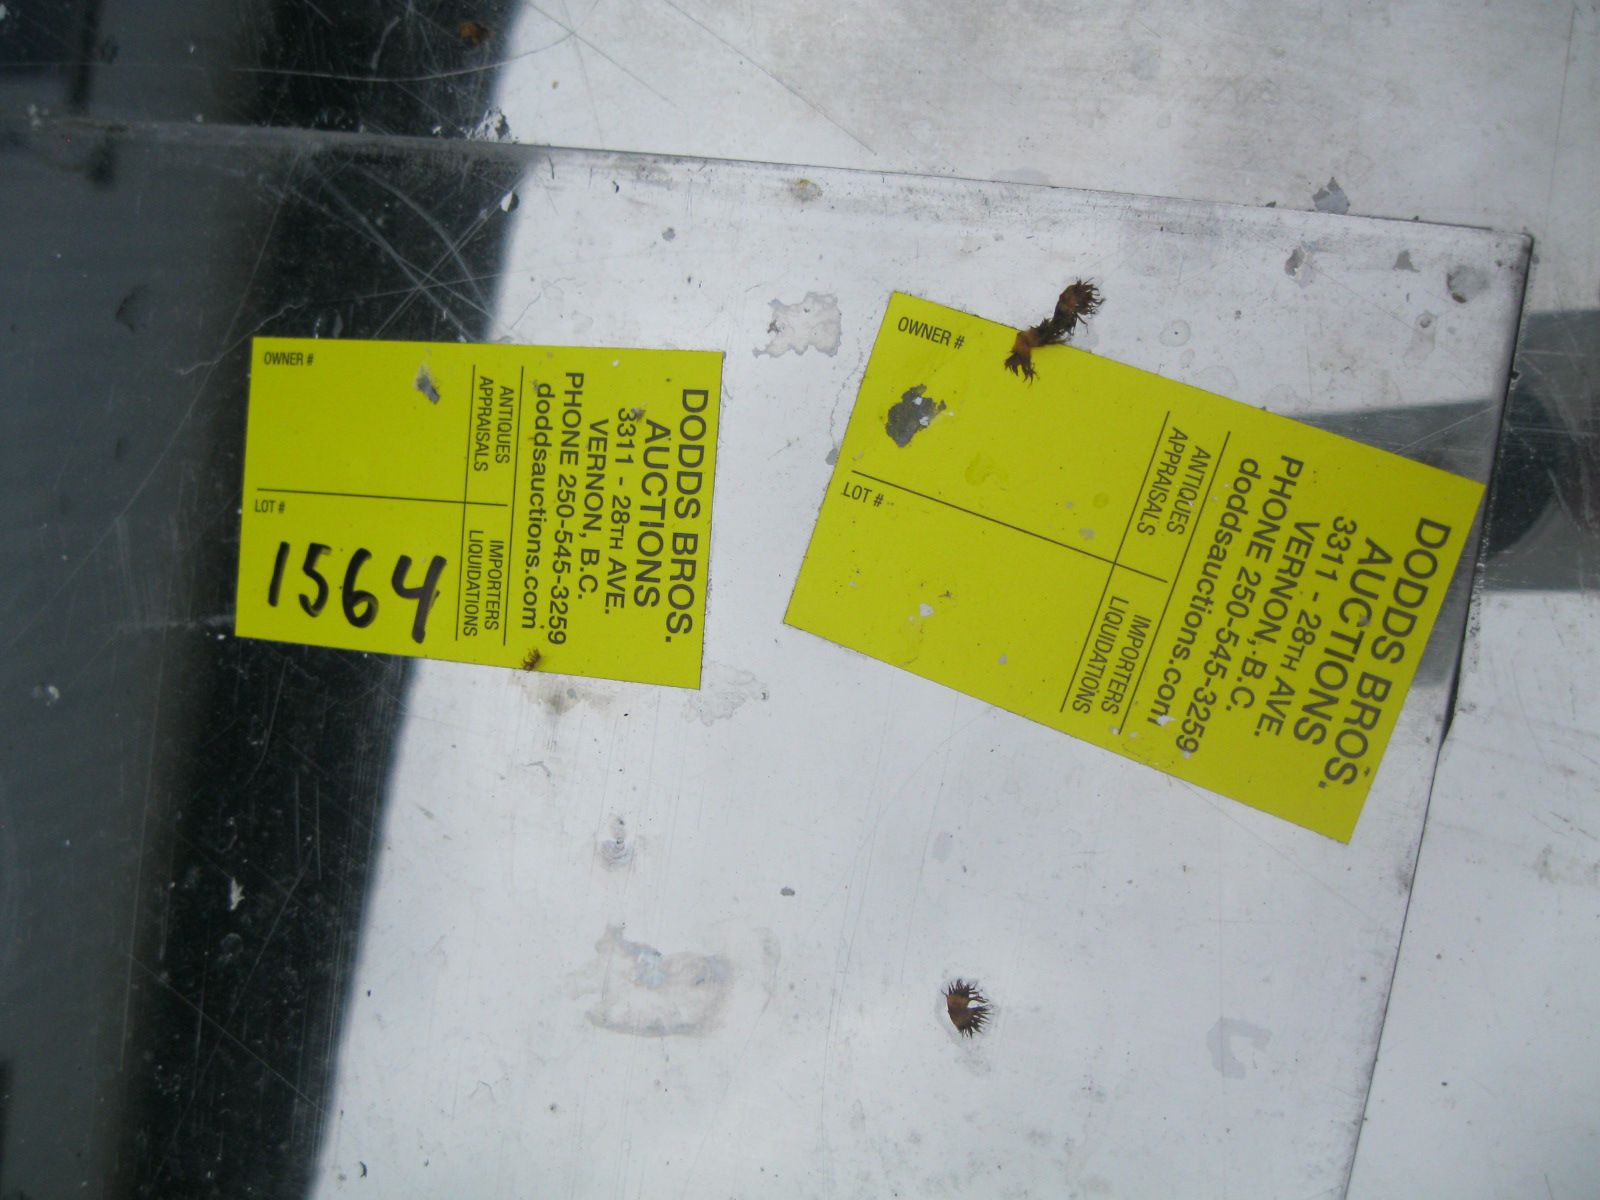 DODDS BROS.
AUCTIONS
3311 - 28TH AVE.
VERNON, B.C.
PHONE 250-545-3259
doddsauctions.com
ANTIQUES
APPRAISALS
IMPORTERS
LIQUIDATIONS
OWNER #
LOT #
1564
DODDS BROS.
AUCTIONS
3311 - 28TH AVE.
VERNON, B.C.
PHONE 250-545-3259
doddsauctions.com
ANTIQUES
APPRAISALS
IMPORTERS
LIQUIDATIONS
OWNER #
LOT #